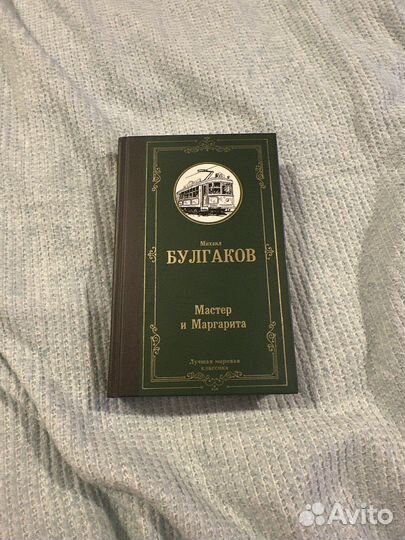 Михаил
БУЛГАКОВ
Мастер
и Маргарита
Лучшая мировая
классика
Avito